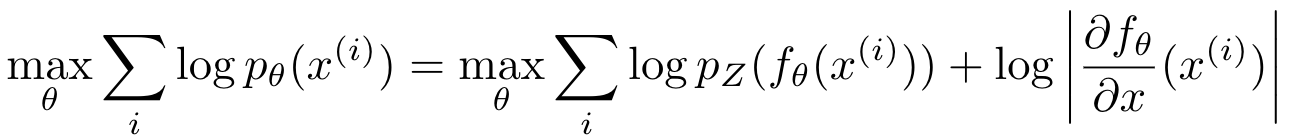 $$\max_{\theta} \sum_{i} \log p_{\theta}(x^{(i)}) = \max_{\theta} \sum_{i} \log p_{Z}(f_{\theta}(x^{(i)})) + \log \left| \frac{\partial f_{\theta}}{\partial x}(x^{(i)}) \right|$$